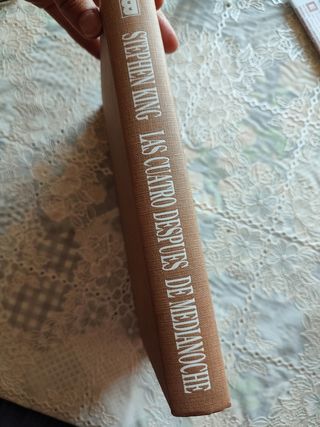 STEPHEN KING LAS CUATRO DESPUES DE MEDIANOCHE